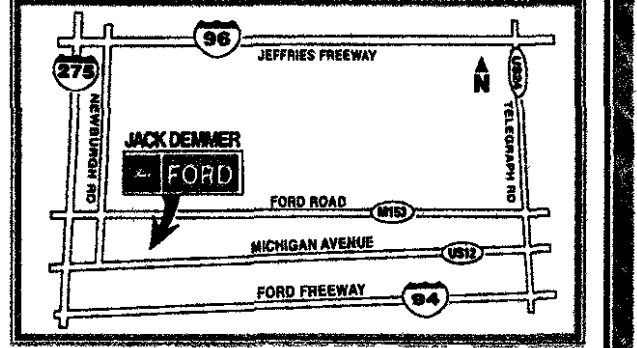 96
JEFFRIES FREEWAY
275
N
NEWBURGH RD
TELEGRAPH RD
JACK DEMMER
FORD
FORD ROAD
M153
MICHIGAN AVENUE
US12
FORD FREEWAY
94